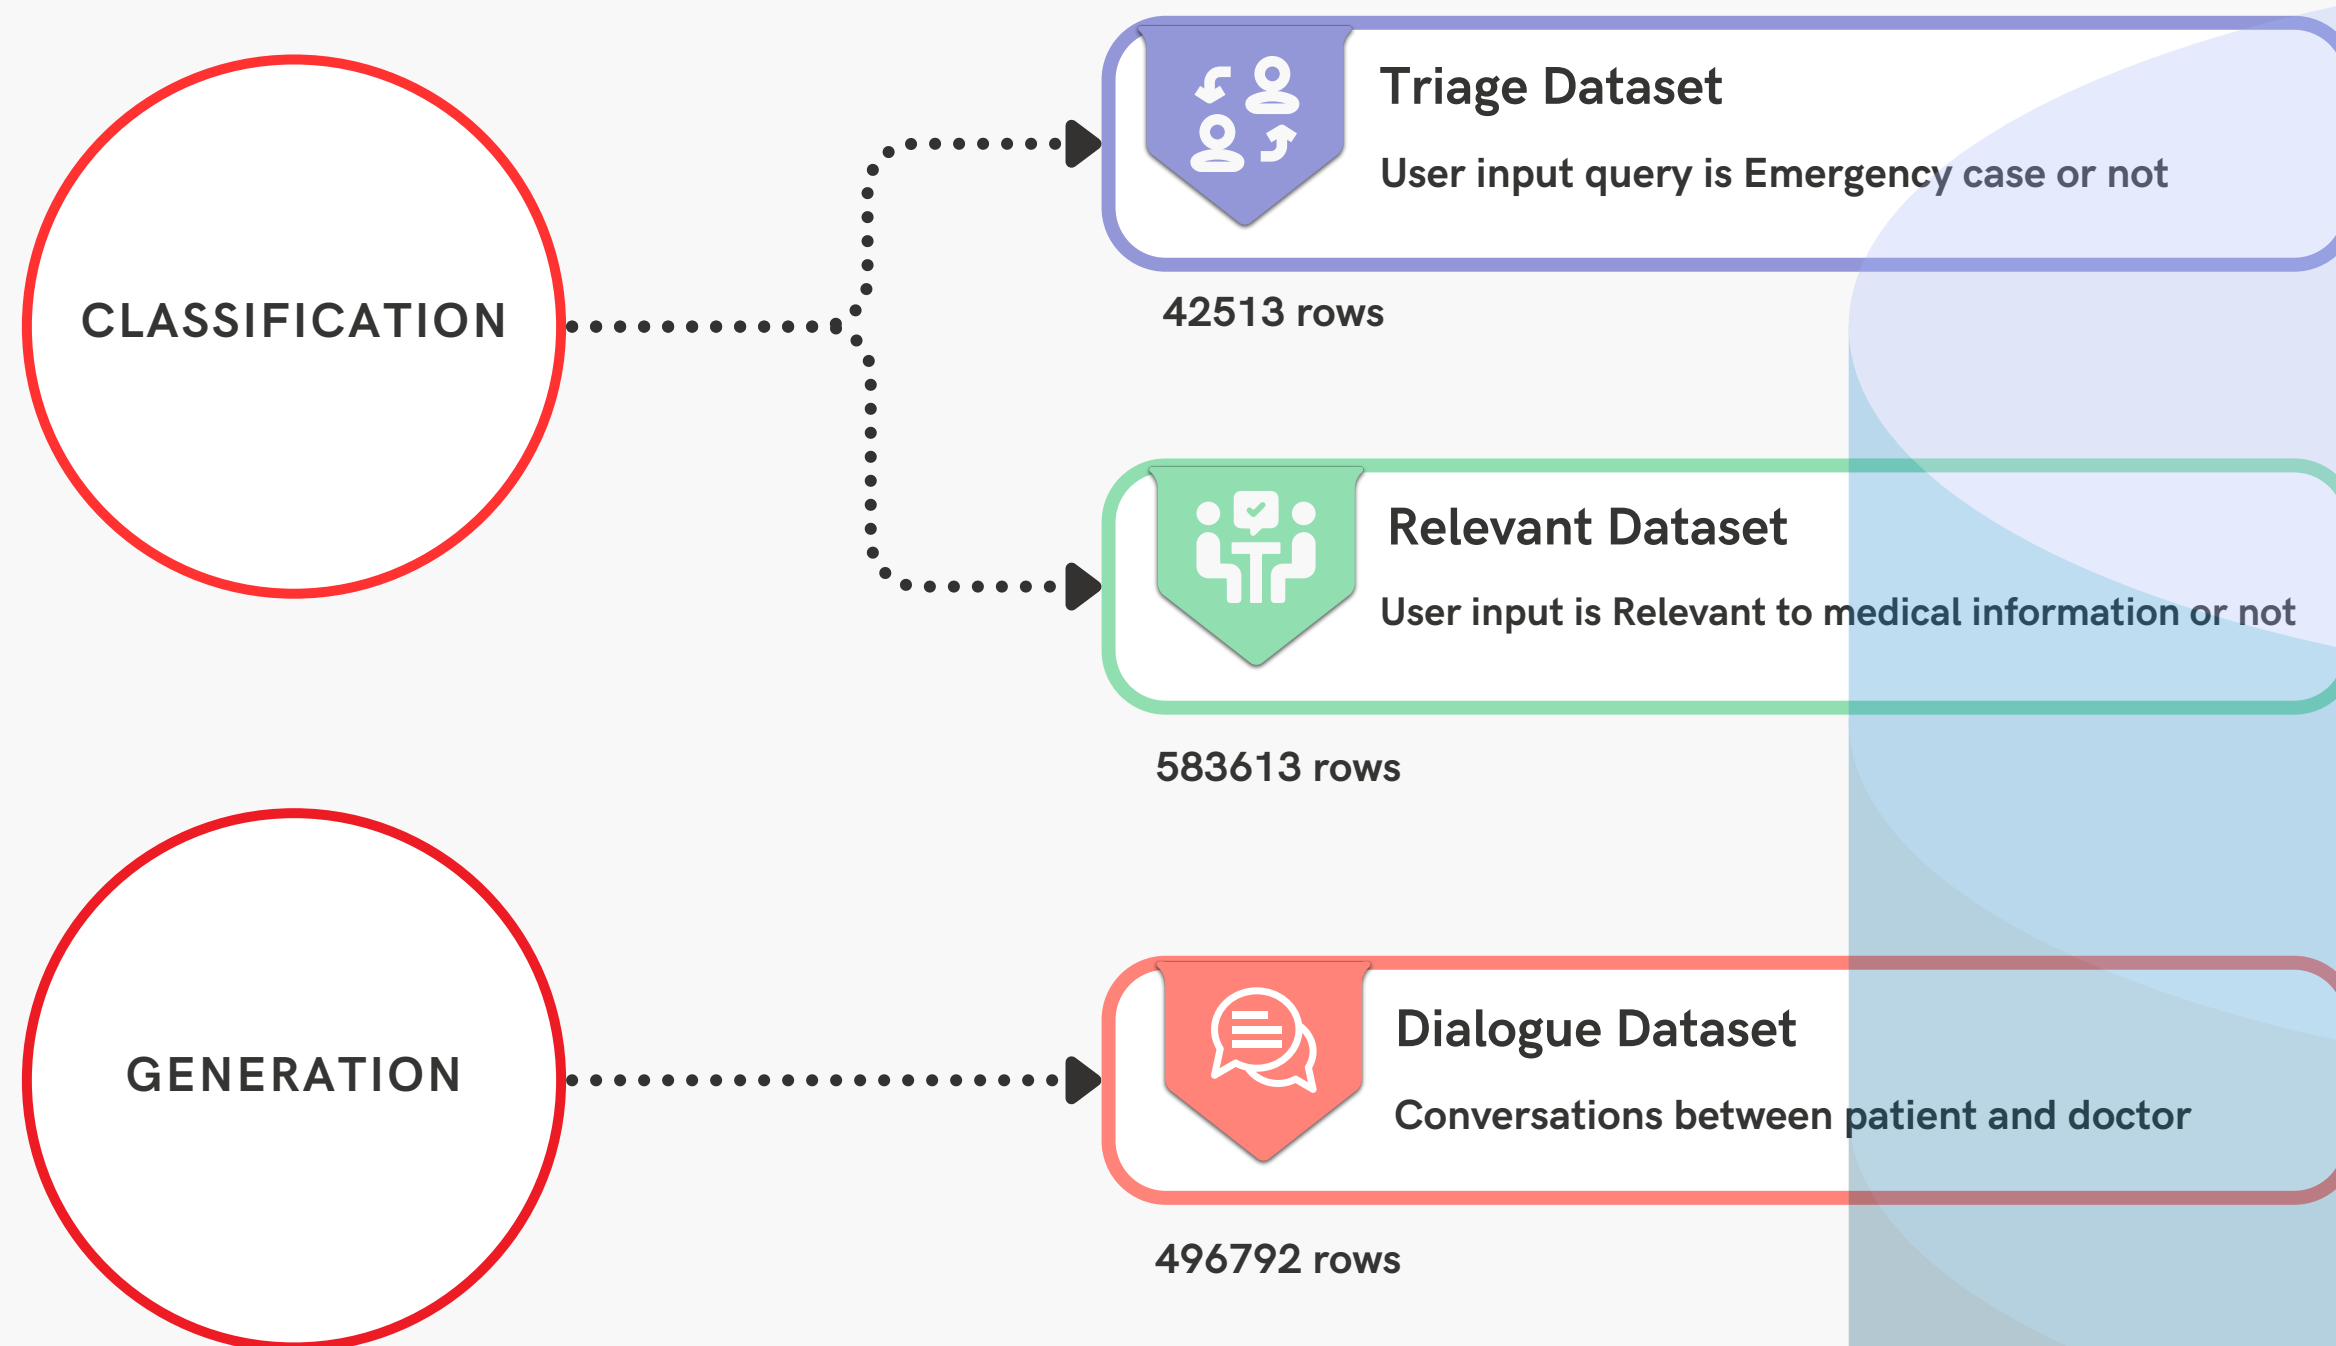 CLASSIFICATION
Triage Dataset
User input query is Emergency case or not
42513 rows
Relevant Dataset
User input is Relevant to medical information or not
583613 rows
GENERATION
Dialogue Dataset
Conversations between patient and doctor
496792 rows